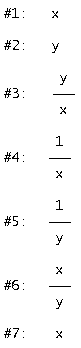 #1: x
#2: y
#3: y/x
#4: 1/x
#5: 1/y
#6: x/y
#7: x